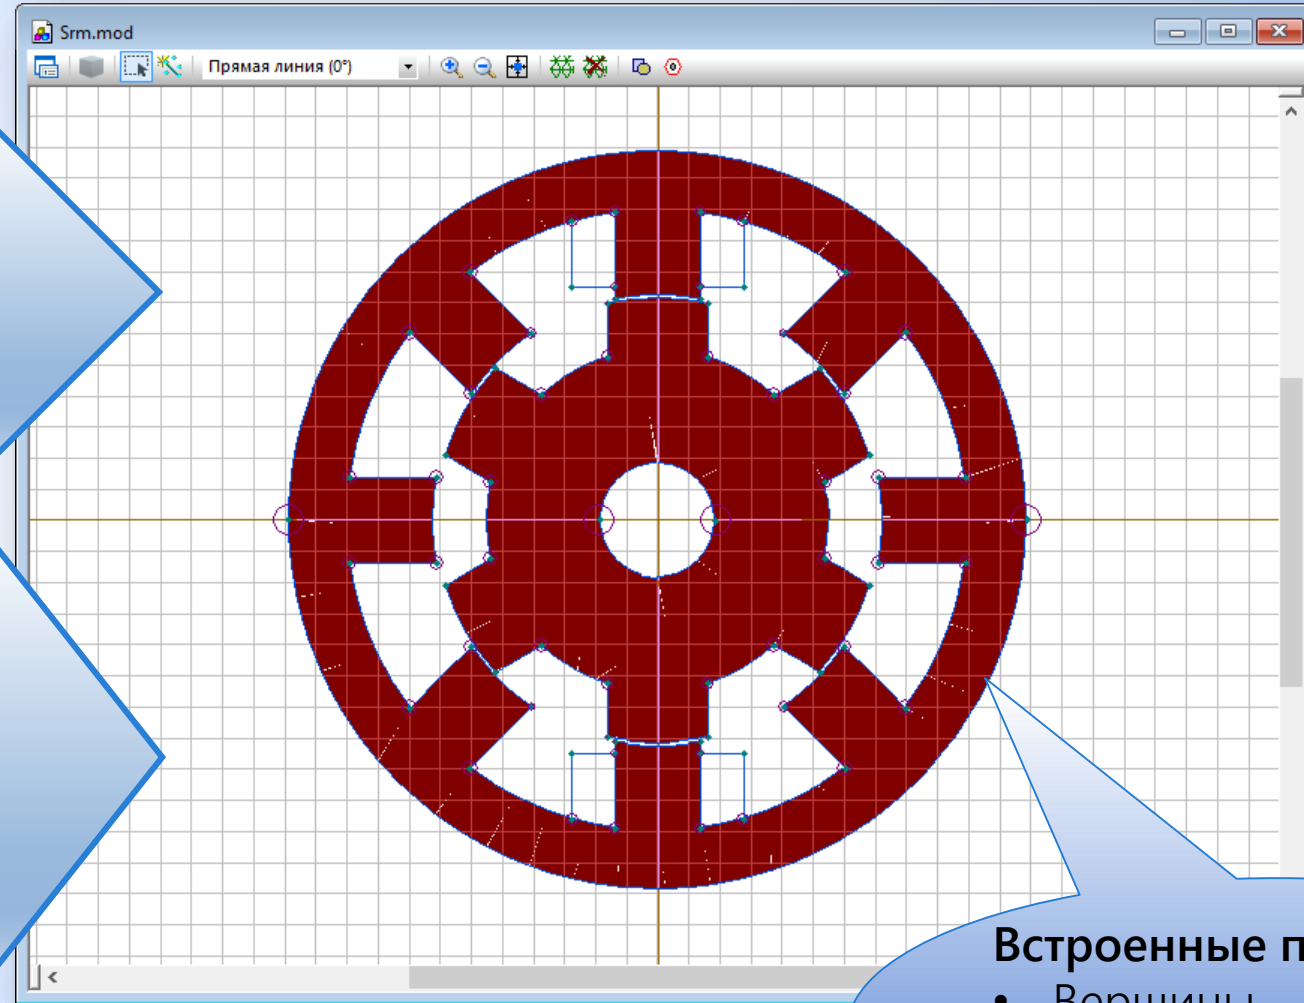 Srm.mod
Прямая линия (0°)
Встроенные п
• Вершины